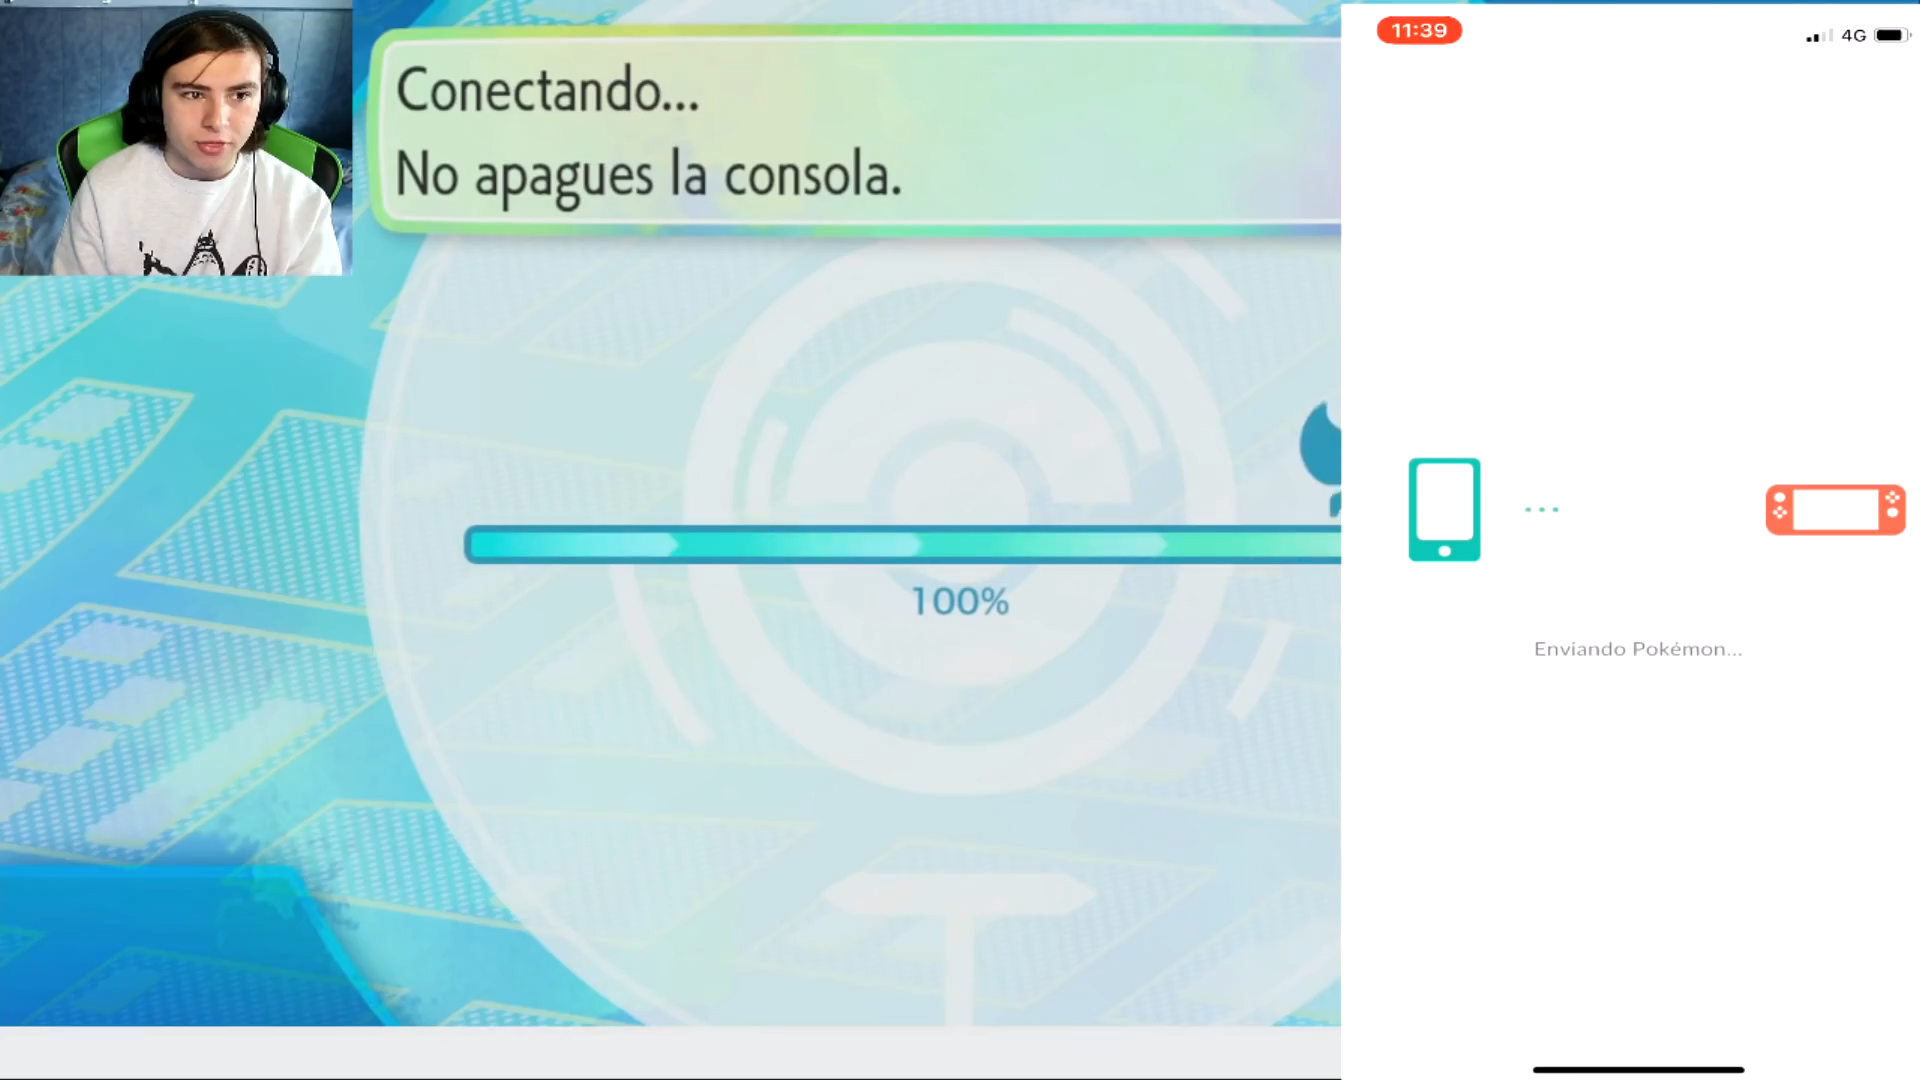 Conectando...
No apagues la consola.
100%
11:39
4G
Enviando Pokémon...